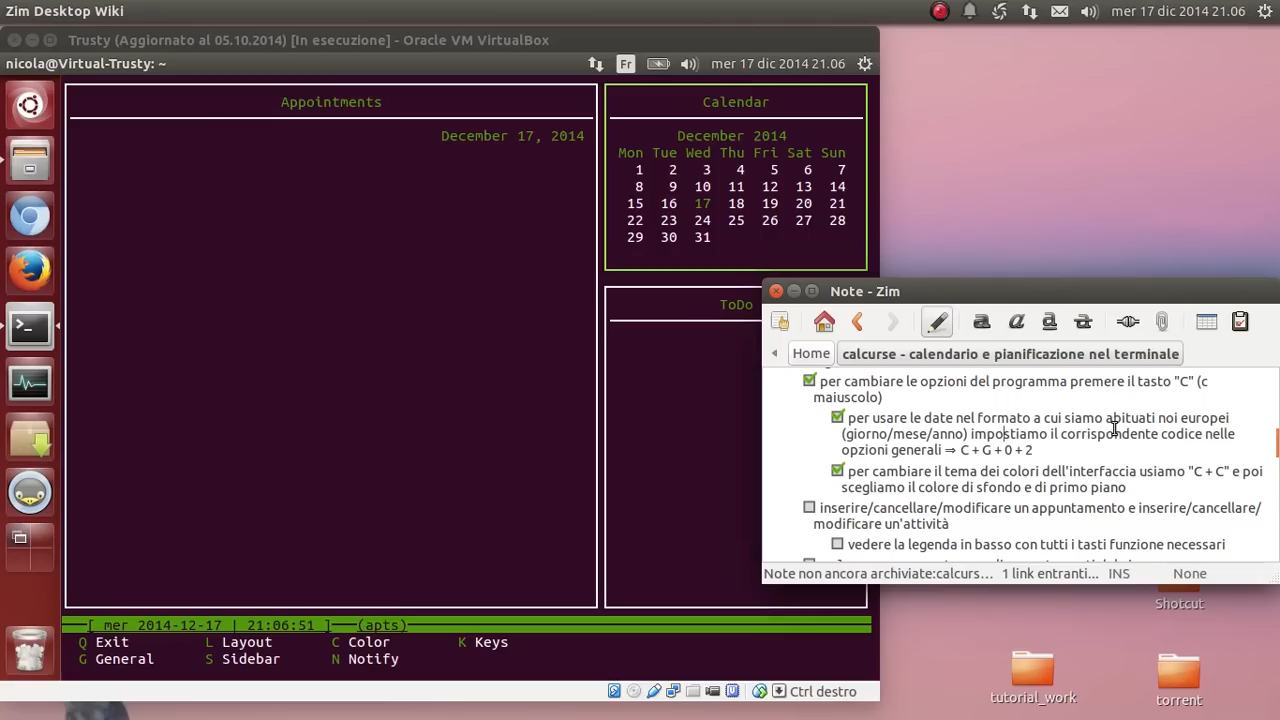 Zim Desktop Wiki
mer 17 dic 2014 21.06
Trusty (Aggiornato al 05.10.2014) [In esecuzione] - Oracle VM VirtualBox
nicola@Virtual-Trusty: ~
Fr
mer 17 dic 2014 21.06
Appointments
December 17, 2014
Calendar
December 2014
Mon Tue Wed Thu Fri Sat Sun
1 2 3 4 5 6 7
8 9 10 11 12 13 14
15 16 17 18 19 20 21
22 23 24 25 26 27 28
29 30 31
ToDo
Note - Zim
Home
calcurse - calendario e pianificazione nel terminale
per cambiare le opzioni del programma premere il tasto "C" (c
maiuscolo)
per usare le date nel formato a cui siamo abituati noi europei
(giorno/mese/anno) impostiamo il corrispondente codice nelle
opzioni generali ⇒ C + G + 0 + 2
per cambiare il tema dei colori dell'interfaccia usiamo "C + C" e poi
scegliamo il colore di sfondo e di primo piano
inserire/cancellare/modificare un appuntamento e inserire/cancellare/
modificare un'attività
vedere la legenda in basso con tutti i tasti funzione necessari
Note non ancora archiviate:calcurs...
1 link entranti...
INS
None
[ mer 2014-12-17 | 21:06:51 ] (apts)
Q Exit L Layout C Color K Keys
G General S Sidebar N Notify
Ctrl destro
Shotcut
tutorial_work
torrent